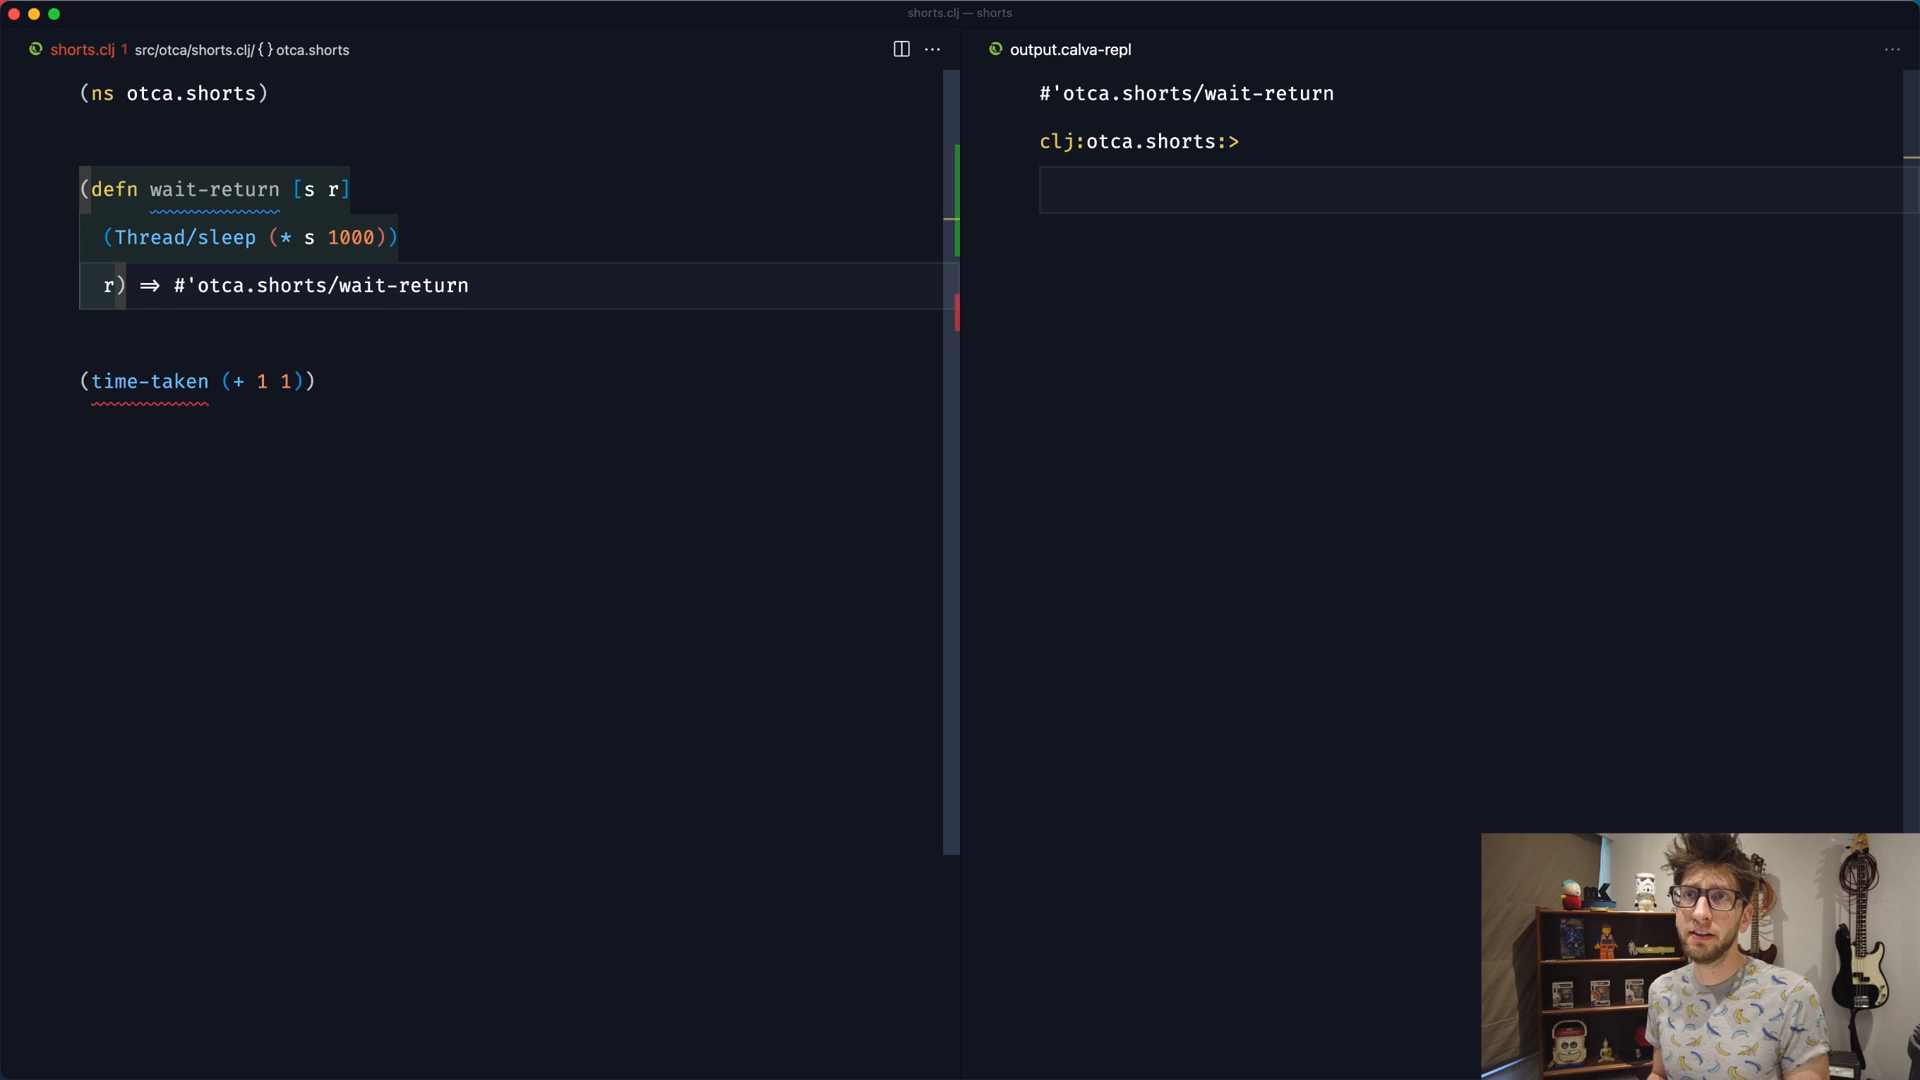 shorts.clj — shorts
shorts.clj 1 src/otca/shorts.clj/{ } otca.shorts
(ns otca.shorts)
(defn wait-return [s r]
(Thread/sleep (* s 1000))
r) => #'otca.shorts/wait-return
(time-taken (+ 1 1))
output.calva-repl
#'otca.shorts/wait-return
clj:otca.shorts:>